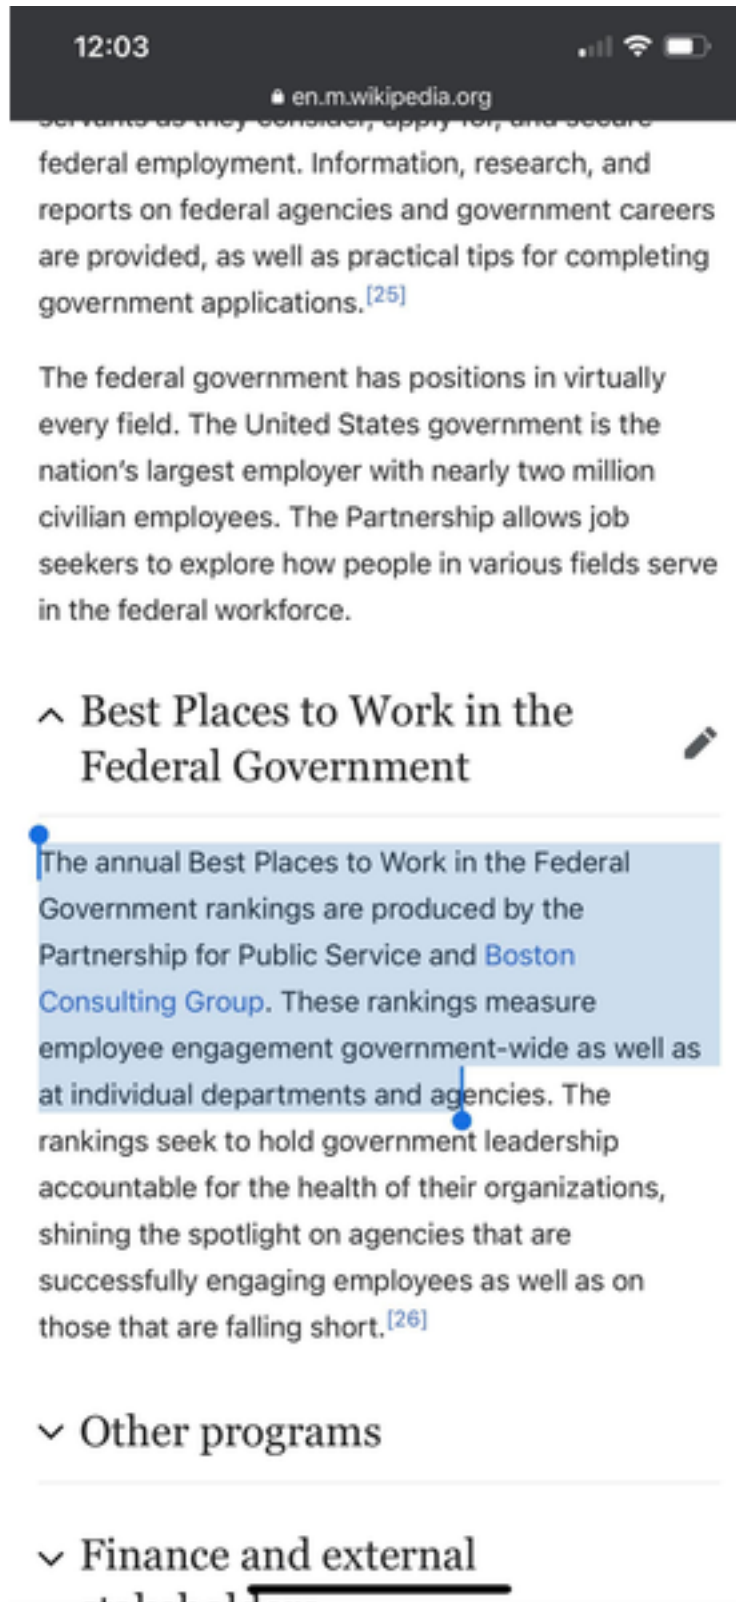 12:03
en.m.wikipedia.org
servants as they consider, apply for, and secure
federal employment. Information, research, and
reports on federal agencies and government careers
are provided, as well as practical tips for completing
government applications.[25]
The federal government has positions in virtually
every field. The United States government is the
nation's largest employer with nearly two million
civilian employees. The Partnership allows job
seekers to explore how people in various fields serve
in the federal workforce.
Best Places to Work in the
Federal Government
The annual Best Places to Work in the Federal
Government rankings are produced by the
Partnership for Public Service and Boston
Consulting Group. These rankings measure
employee engagement government-wide as well as
at individual departments and agencies. The
rankings seek to hold government leadership
accountable for the health of their organizations,
shining the spotlight on agencies that are
successfully engaging employees as well as on
those that are falling short.[26]
Other programs
Finance and external